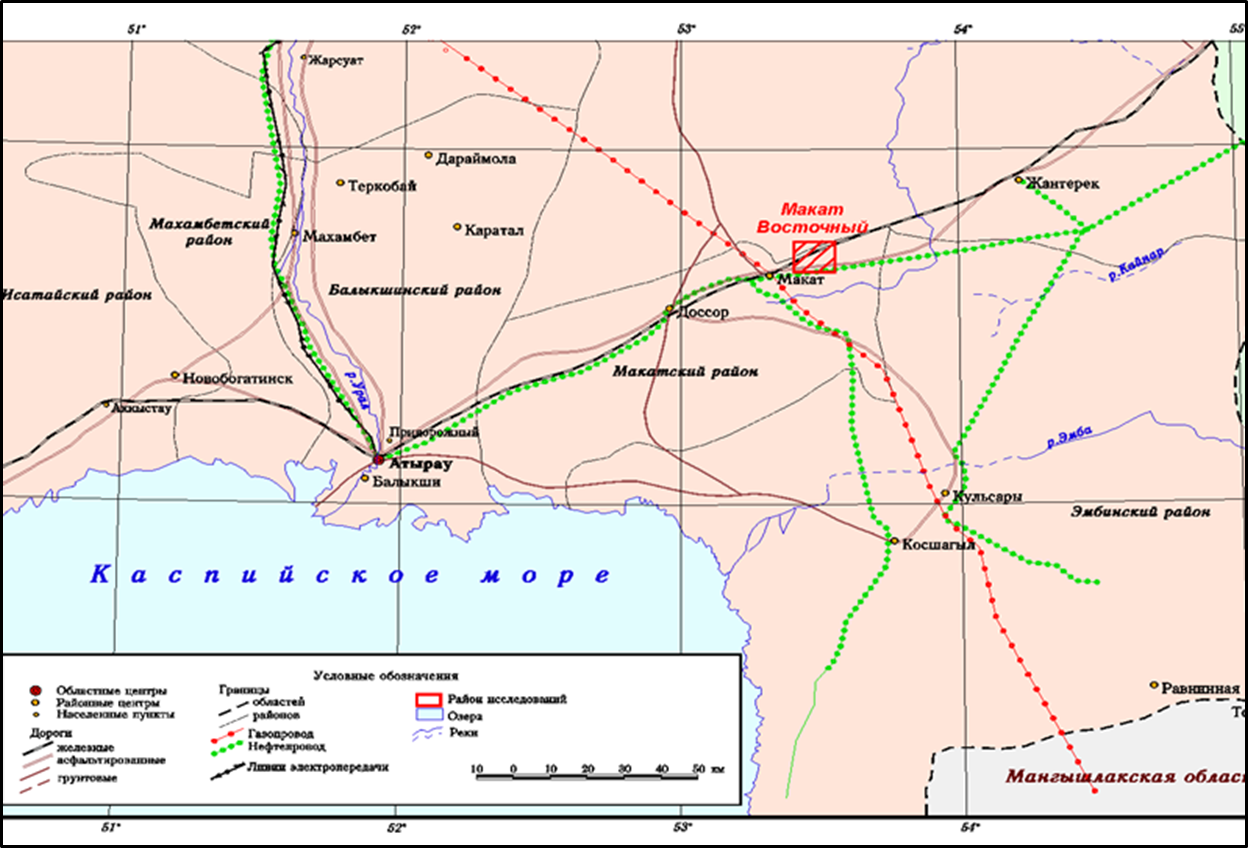 51°
52°
53°
54°
55°
Жарсуат
Дараймола
Теркобай
Жантерек
Махамбетский
район
Махамбет
Каратал
Макат
Восточный
р.Кайнар
Исатайский район
Балыкшинский район
Макат
Доссор
Макатский район
Новобогатинск
р.Урал
Аккыстау
Придорожный
Атырау
Балыкши
р.Эмба
Кульсары
Эмбинский район
Косшагыл
Каспийское море
Равнинная
То
Мангышлакская облас
Условные обозначения
Областные центры
Районные центры
Населенные пункты
Дороги
железные
асфальтированные
грунтовые
Границы
областей
районов
Газопровод
Нефтепровод
Линии электропередачи
Район исследований
Озера
Реки
10 0 10 20 30 40 50 км
51°
52°
53°
54°